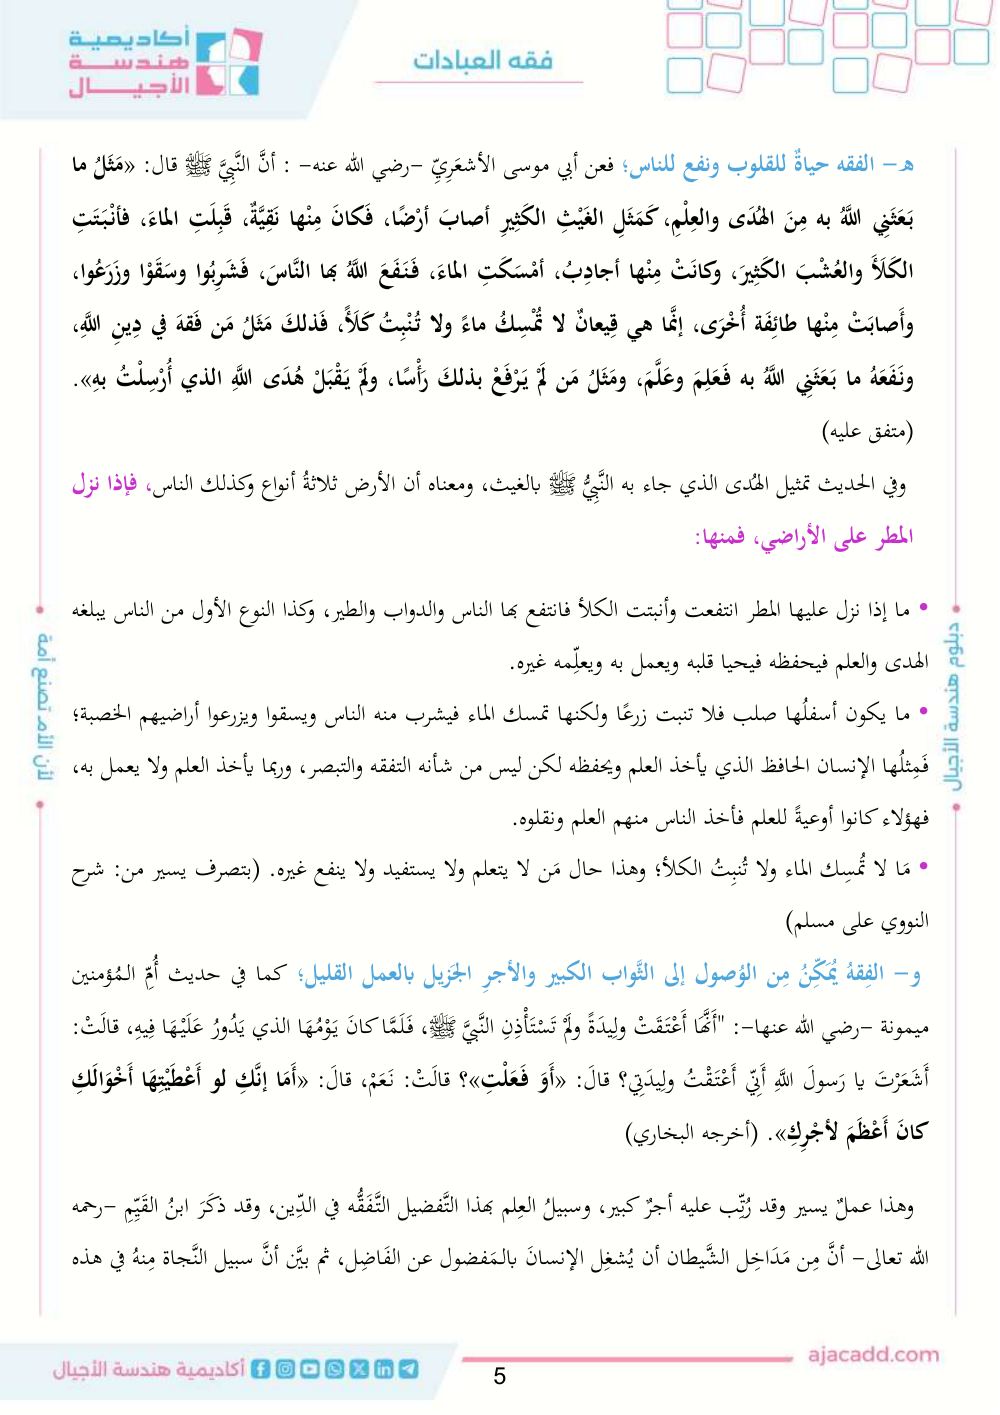 أكاديمية
هندسة
الأجيال
فقه العبادات
هـ- الفقه حياةٌ للقلوب ونفع للناس؛ فعن أبي موسى الأشعَرِيِّ -رضي الله عنه- : أنَّ النَّبِيَّ ﷺ قال: «مَثَلُ ما
بَعَثَنِي اللَّهُ به مِنَ الهُدَى والعِلْمِ، كَمَثَلِ الغَيْثِ الكَثِيرِ أصابَ أرْضًا، فَكانَ مِنْها نَقِيَّةٌ، قَبِلَتِ الماءَ، فأنْبَتَتِ
الكَلَأَ والعُشْبَ الكَثِيرَ، وكانَتْ مِنْها أجادِبُ، أمْسَكَتِ الماءَ، فَنَفَعَ اللَّهُ بها النَّاسَ، فَشَرِبُوا وسَقَوْا وزَرَعُوا،
وأَصابَتْ مِنْها طائِفَة أُخْرَى، إنَّما هي قِيعانٌ لا تُمْسِكُ ماءً ولا تُنْبِتُ كَلَأً، فَذلكَ مَثَلُ مَن فَقهَ في دِينِ اللَّهِ،
ونَفَعَهُ ما بَعَثَنِي اللَّهُ به فَعَلِمَ وعَلَّمَ، ومَثَلُ مَن لَمْ يَرْفَعْ بذلكَ رَأْسًا، ولَمْ يَقْبَلْ هُدَى اللَّهِ الذي أُرْسِلْتُ بهِ».
(متفق عليه)
وفي الحديث تمثيل الهُدى الذي جاء به النَّبِيُّ ﷺ بالغيث، ومعناه أن الأرض ثلاثةُ أنواع وكذلك الناس، فإذا نزل
المطر على الأراضي، فمنها:
• ما إذا نزل عليها المطر انتفعت وأنبتت الكلأ فانتفع بها الناس والدواب والطير، وكذا النوع الأول من الناس يبلغه
الهدى والعلم فيحفظه فيحيا قلبه ويعمل به ويعلِّمه غيره.
• ما يكون أسفلُها صلب فلا تنبت زرعًا ولكنها تمسك الماء فيشرب منه الناس ويسقوا ويزرعوا أراضيهم الخصبة؛
فَمِثلُها الإنسان الحافظ الذي يأخذ العلم ويحفظه لكن ليس من شأنه التفقه والتبصر، وربما يأخذ العلم ولا يعمل به،
فهؤلاء كانوا أوعيةً للعلم فأخذ الناس منهم العلم ونقلوه.
• مَا لا تُمسِك الماء ولا تُنبِتُ الكلأ؛ وهذا حال مَن لا يتعلم ولا يستفيد ولا ينفع غيره. (بتصرف يسير من: شرح
النووي على مسلم)
و- الفِقهُ يُمَكِّنُ مِن الوُصول إلى الثَّواب الكبير والأجرِ الجَزيل بالعمل القليل؛ كما في حديث أُمِّ المُؤمنين
ميمونة -رضي الله عنها-: "أَنَّهَا أَعْتَقَتْ ولِيدَةً ولَمْ تَسْتَأْذِنِ النَّبِيَّ ﷺ، فَلَمَّا كانَ يَوْمُهَا الذي يَدُورُ عَلَيْهَا فِيهِ، قالَتْ:
أَشَعَرْتَ يا رَسولَ اللَّهِ أَنِّي أَعْتَقْتُ ولِيدَتِي؟ قالَ: «أَوَ فَعَلْتِ»؟ قالَتْ: نَعَمْ، قالَ: «أَمَا إنَّكِ لو أَعْطَيْتِهَا أَخْوَالَكِ
كانَ أَعْظَمَ لأجْرِكِ». (أخرجه البخاري)
وهذا عملٌ يسير وقد رُتِّب عليه أجرٌ كبير، وسبيلُ العِلم بهذا التَّفضيل التَّفَقُّه في الدِّين، وقد ذكَرَ ابنُ القَيِّمِ -رحمه
الله تعالى- أنَّ مِن مَدَاخِل الشَّيطان أن يُشغِل الإنسانَ بالمَفضول عن الفَاضِل، ثم بيَّن أنَّ سبيل النَّجاة مِنهُ في هذه
دبلوم هندسة الأجيال
لأن الأم تصنع أمة
أكاديمية هندسة الأجيال
5
ajacadd.com